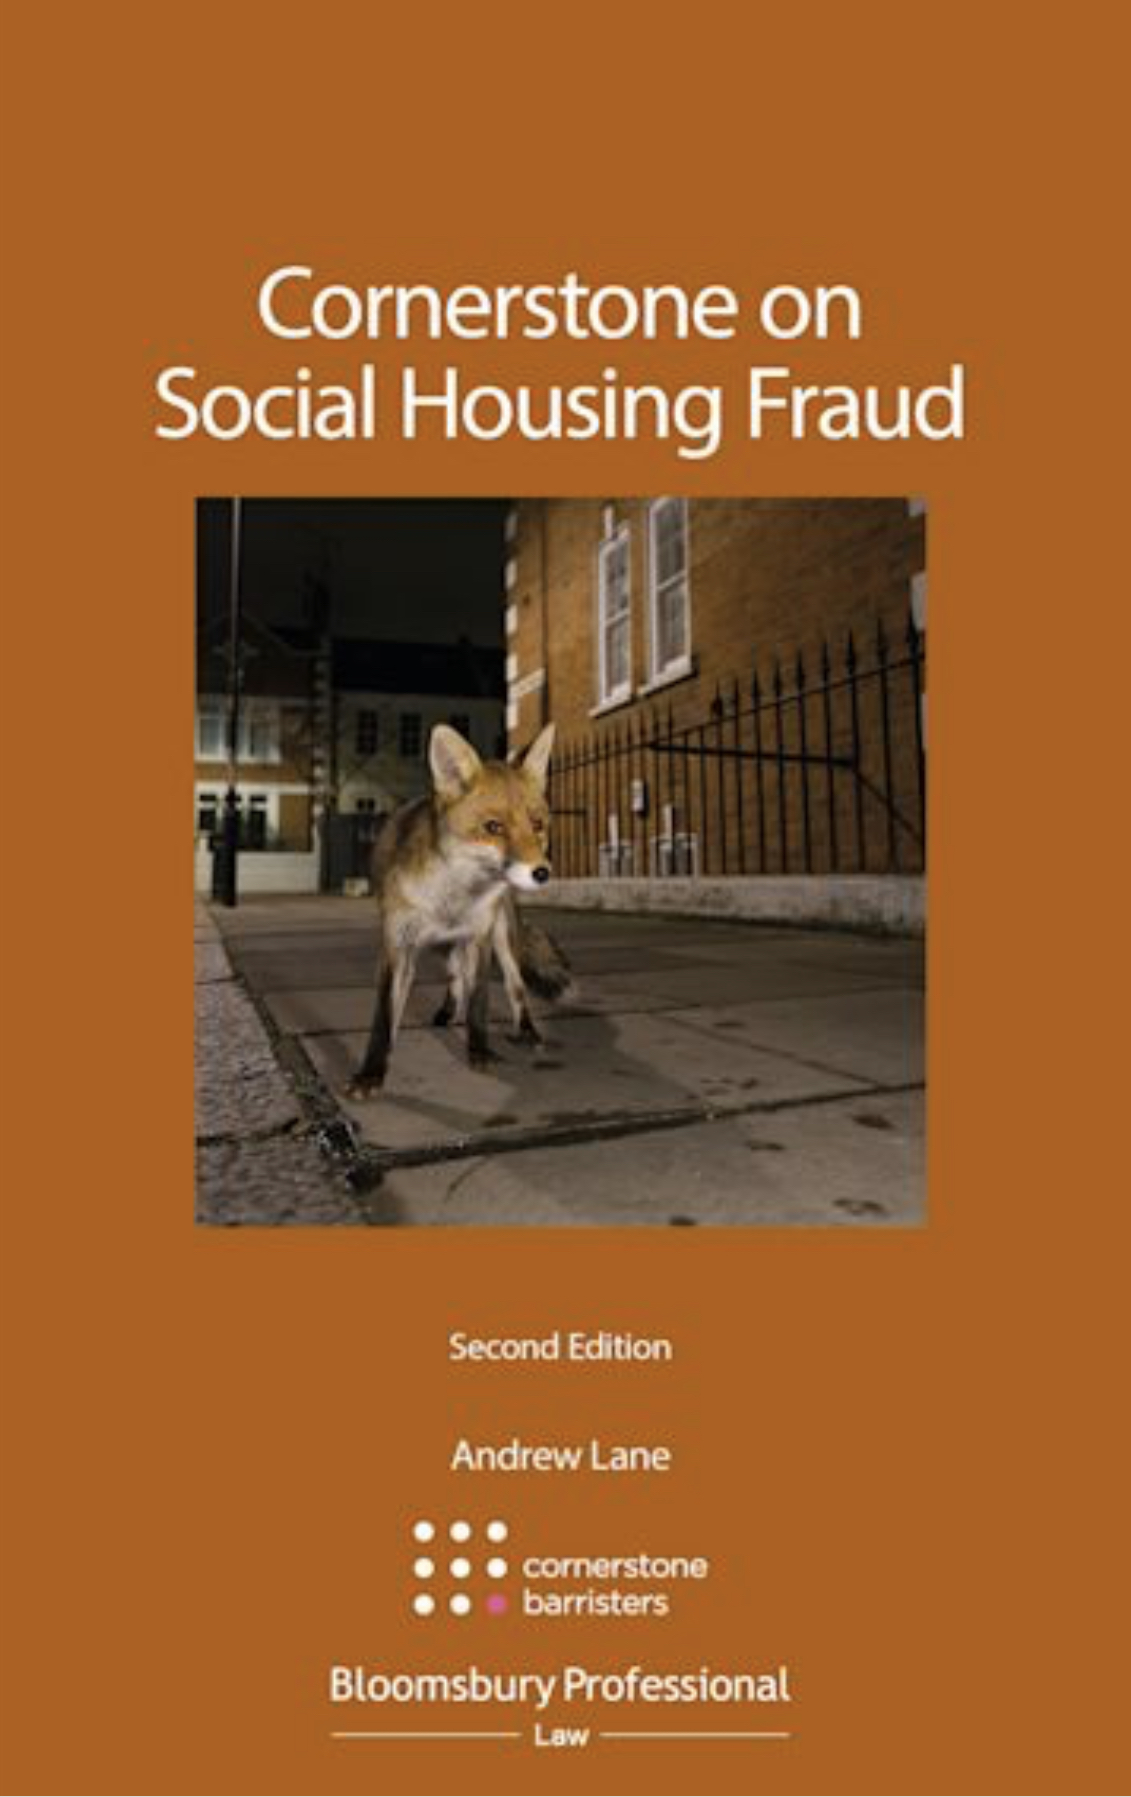 Cornerstone on
Social Housing Fraud
Second Edition
Andrew Lane
cornerstone
barristers
Bloomsbury Professional
Law